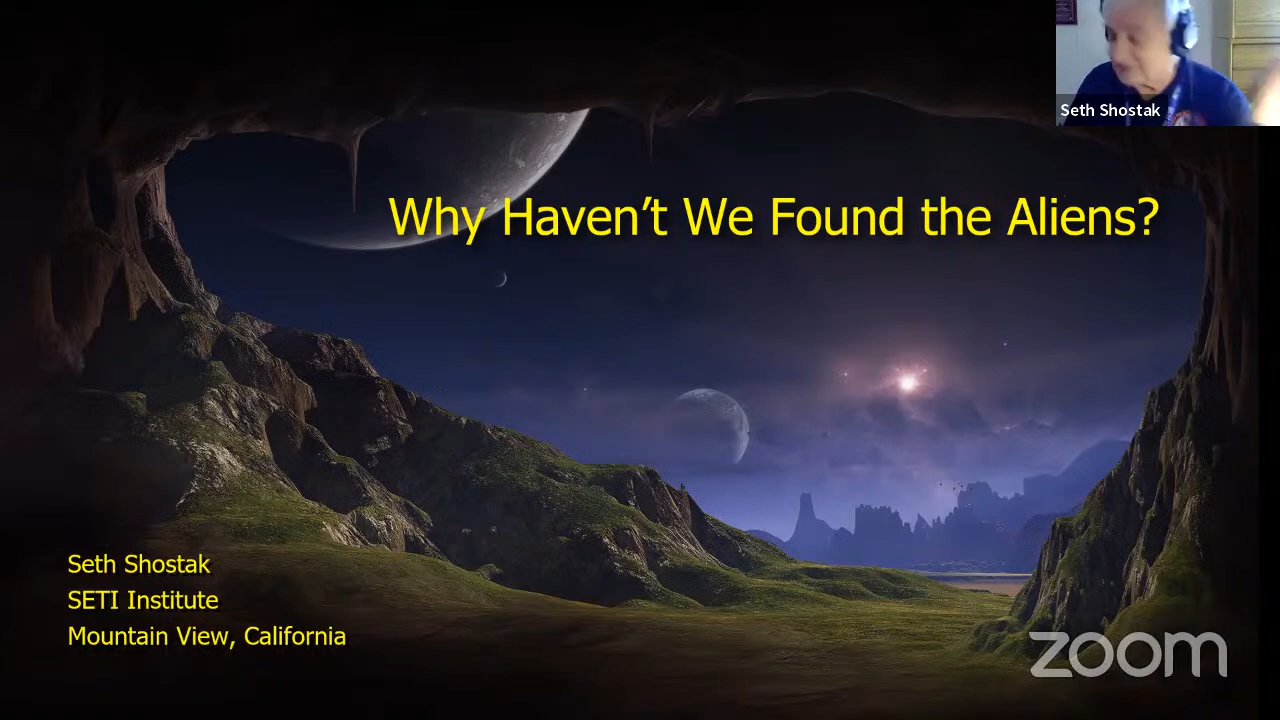 Seth Shostak
Why Haven’t We Found the Aliens?
Seth Shostak
SETI Institute
Mountain View, California
zoom